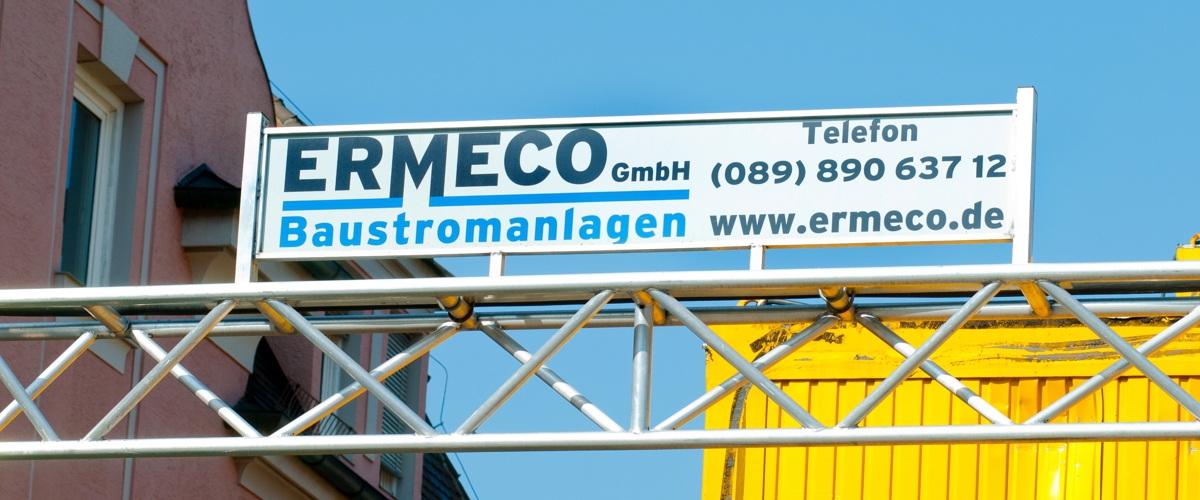 ERMECO GmbH
Baustromanlagen
Telefon
(089) 890 637 12
www.ermeco.de